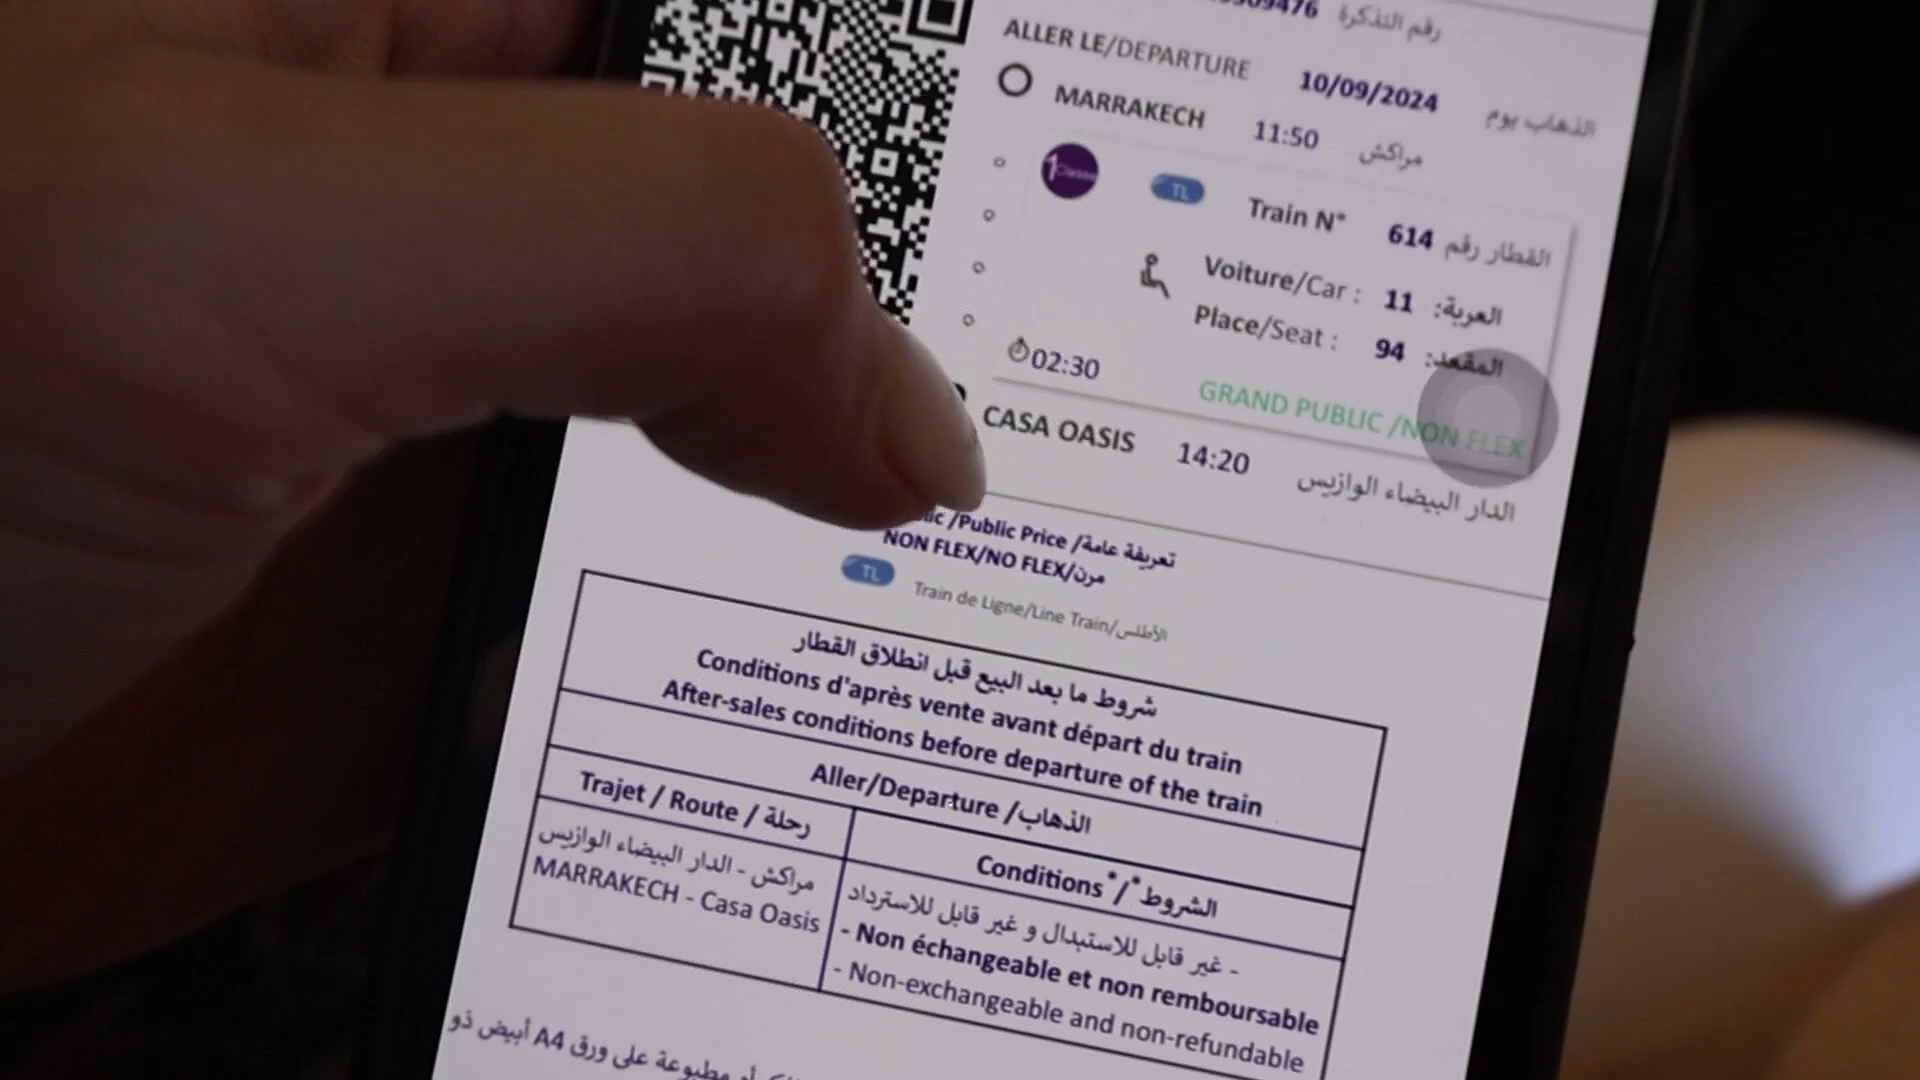 رقم التذكرة
ALLER LE/DEPARTURE 10/09/2024 الذهاب يوم
MARRAKECH 11:50 مراكش
1 Classe TL Train N° 614 القطار رقم
Voiture/Car : 11 العربة:
Place/Seat : 94 المقعد:
02:30
GRAND PUBLIC /NON FLEX
CASA OASIS 14:20 الدار البيضاء الوازيس
/Public Price /تعريفة عامة
NON FLEX/NO FLEX/مرن
TL Train de Ligne/Line Train/الأطلس
شروط ما بعد البيع قبل انطلاق القطار
Conditions d'après vente avant départ du train
After-sales conditions before departure of the train
Aller/Departure /الذهاب
Trajet / Route / رحلة
Conditions*/*الشروط
مراكش - الدار البيضاء الوازيس
MARRAKECH - Casa Oasis
- غير قابل للاستبدال و غير قابل للاسترداد
- Non échangeable et non remboursable
- Non-exchangeable and non-refundable
مطبوعة على ورق A4 أبيض ذو